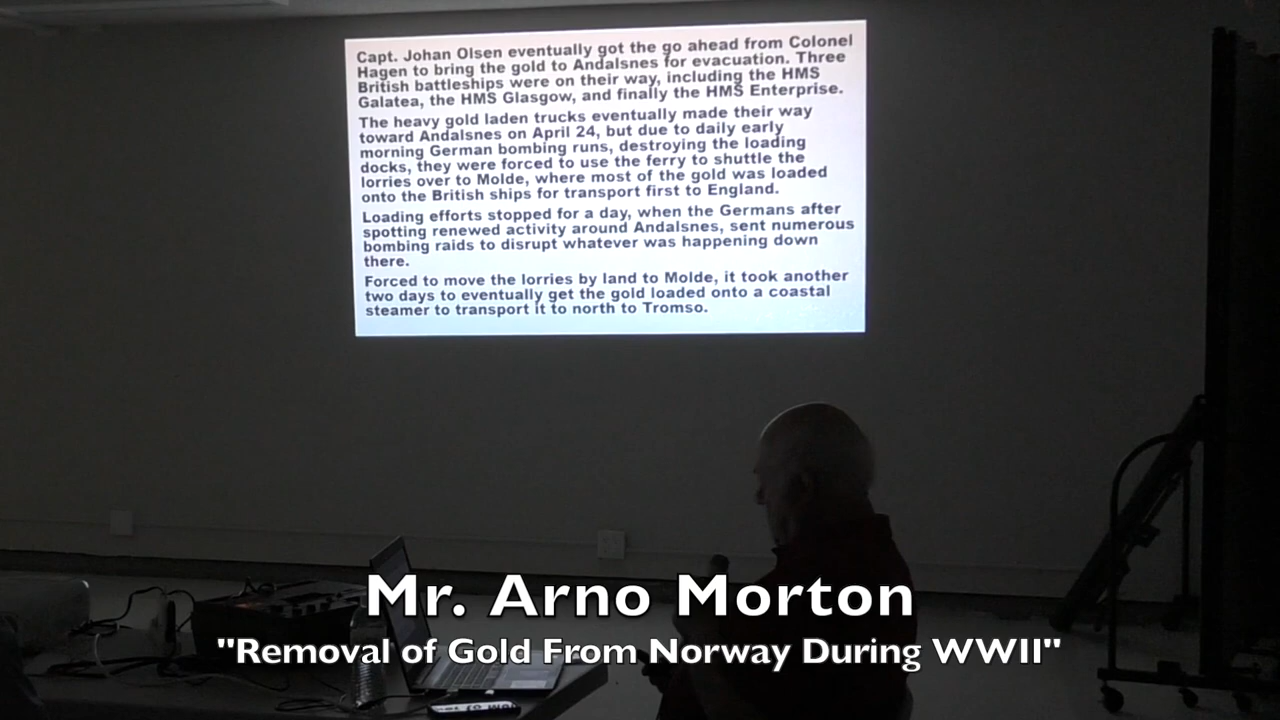 Capt. Johan Olsen eventually got the go ahead from Colonel
Hagen to bring the gold to Andalsnes for evacuation. Three
British battleships were on their way, including the HMS
Galatea, the HMS Glasgow, and finally the HMS Enterprise.
The heavy gold laden trucks eventually made their way
toward Andalsnes on April 24, but due to daily early
morning German bombing runs, destroying the loading
docks, they were forced to use the ferry to shuttle the
lorries over to Molde, where most of the gold was loaded
onto the British ships for transport first to England.
Loading efforts stopped for a day, when the Germans after
spotting renewed activity around Andalsnes, sent numerous
bombing raids to disrupt whatever was happening down
there.
Forced to move the lorries by land to Molde, it took another
two days to eventually get the gold loaded onto a coastal
steamer to transport it to north to Tromso.
Mr. Arno Morton
"Removal of Gold From Norway During WWII"